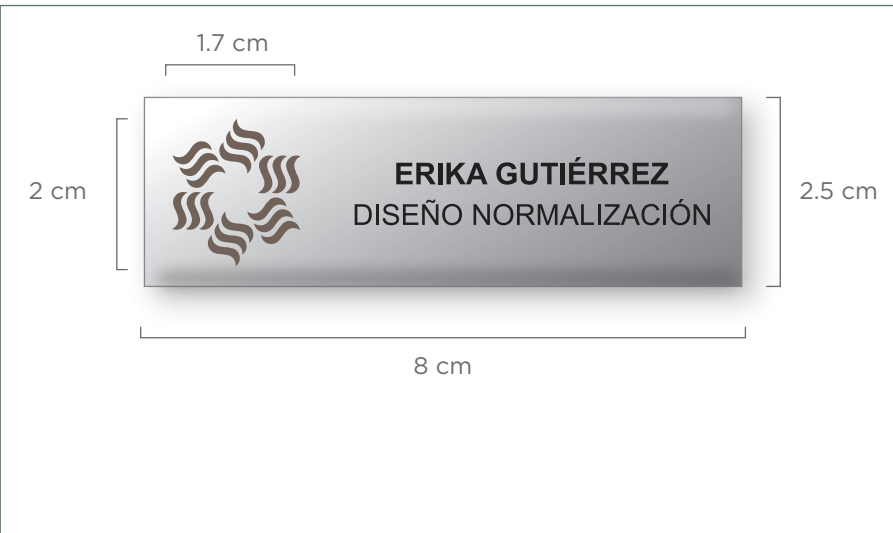 1.7 cm
2 cm
ERIKA GUTIÉRREZ
DISEÑO NORMALIZACIÓN
2.5 cm
8 cm